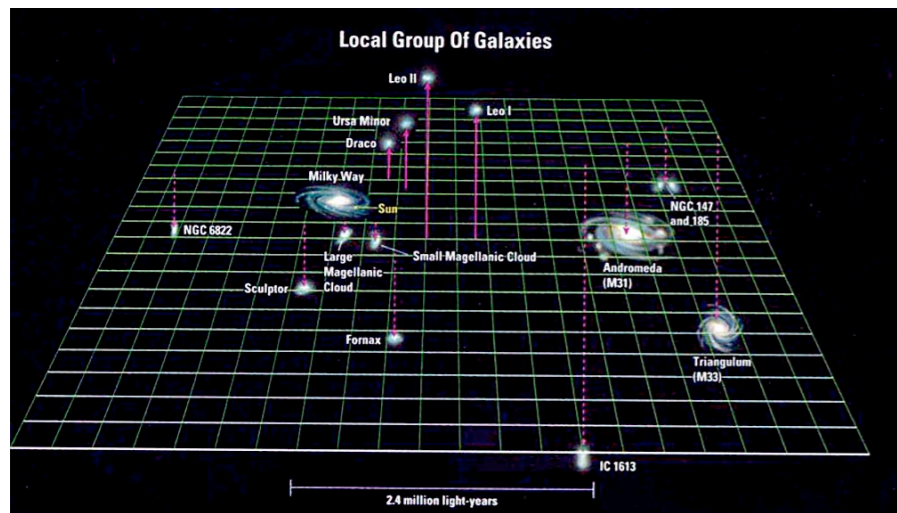 Local Group Of Galaxies
Leo II
Leo I
Ursa Minor
Draco
Milky Way
Sun
NGC 147
and 185
NGC 6822
Large
Magellanic
Cloud
Small Magellanic Cloud
Andromeda
(M31)
Sculptor
Fornax
Triangulum
(M33)
IC 1613
2.4 million light-years